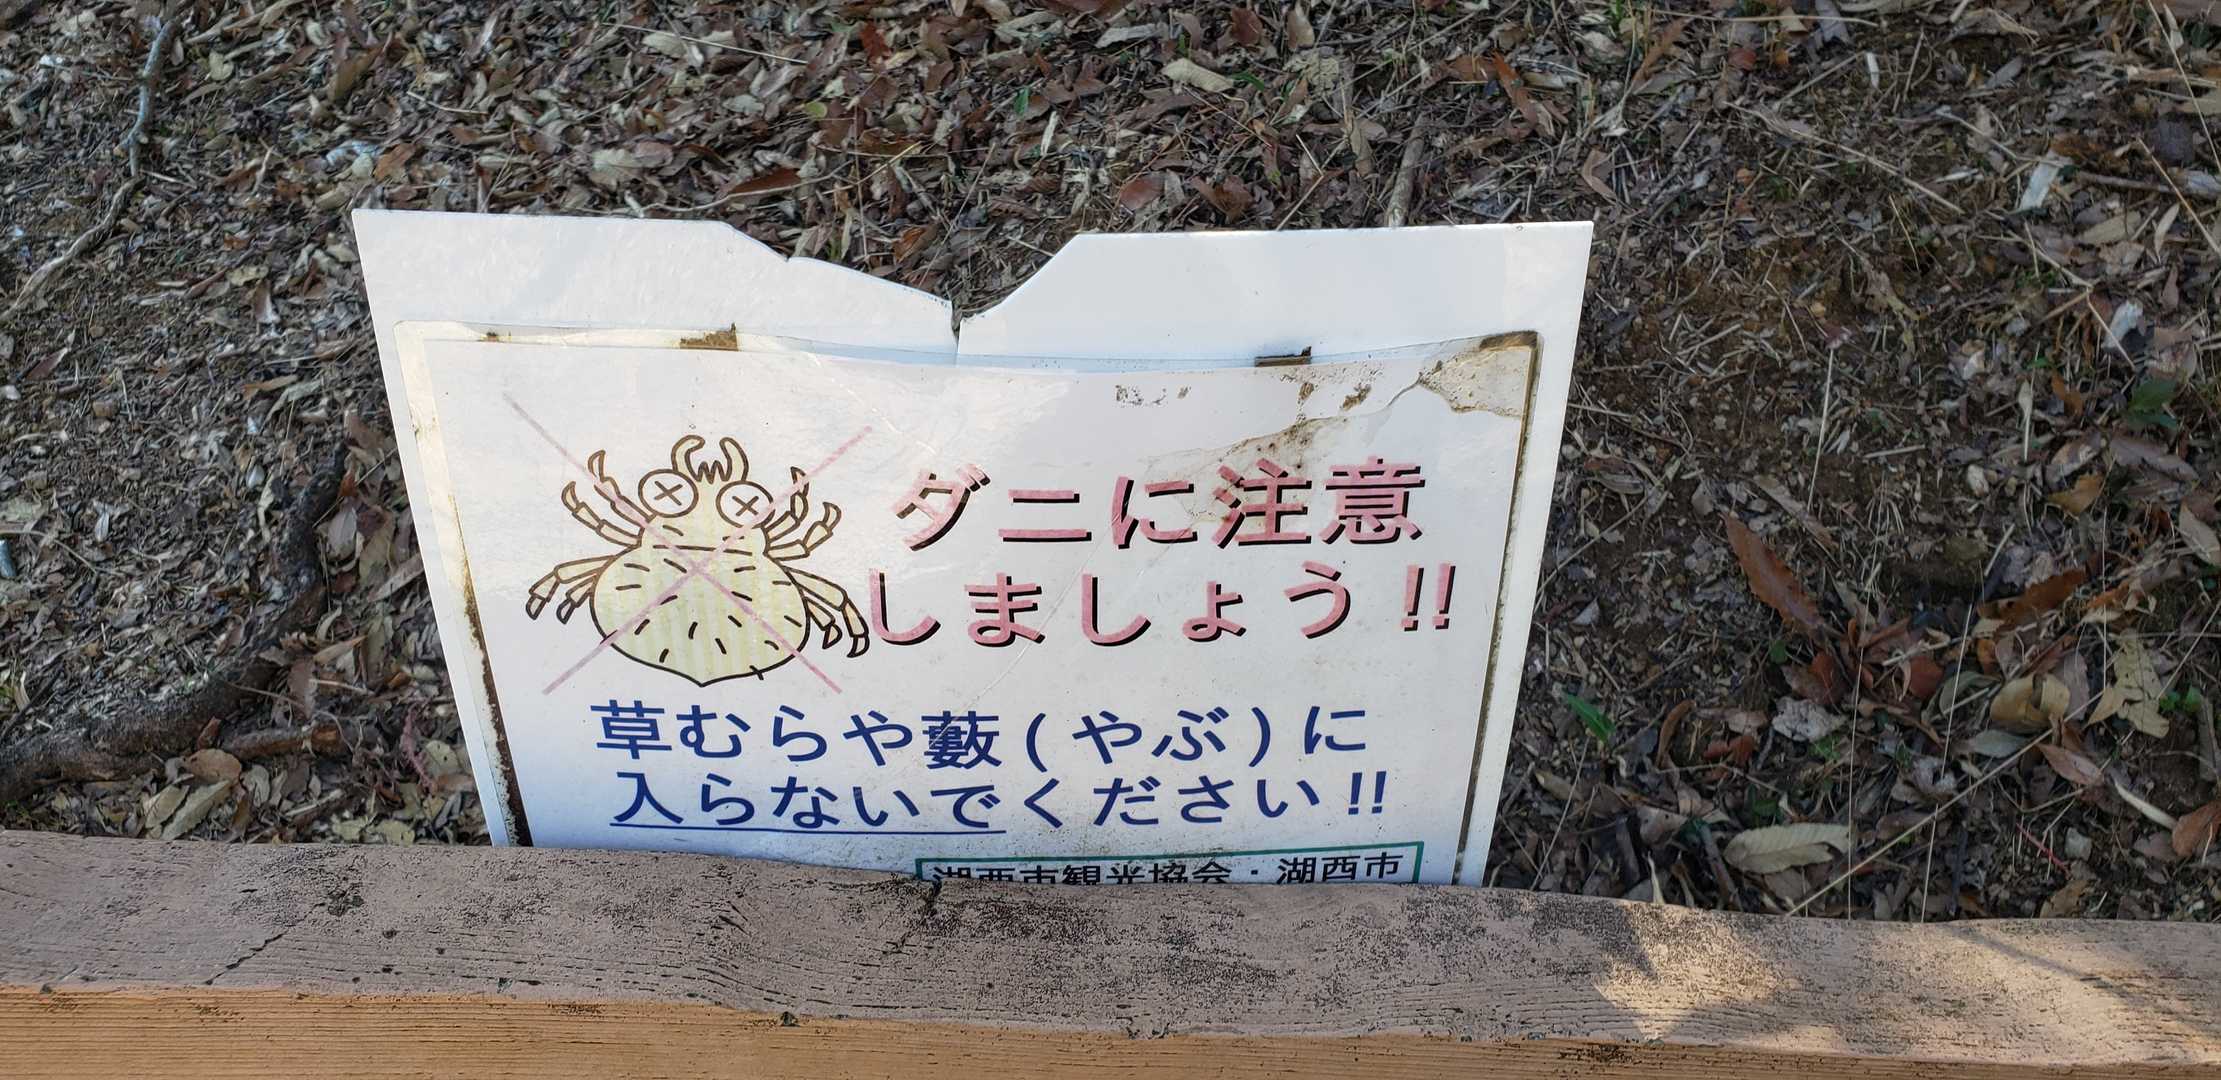 ダニに注意
しましょう!!
草むらや藪(やぶ)に
入らないでください!!
湖西市観光協会・湖西市